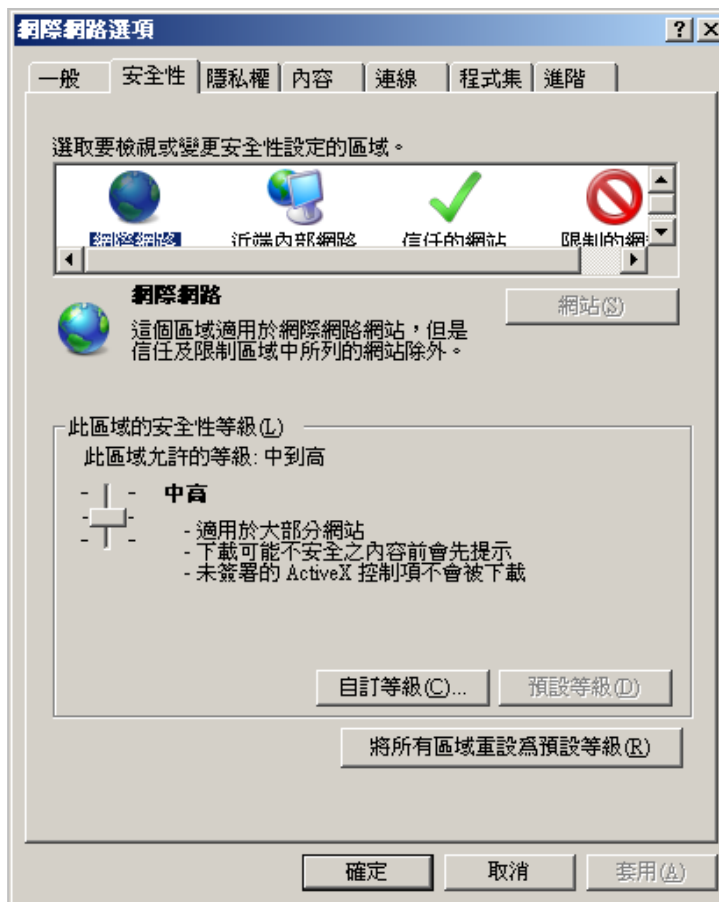 網際網路選項
一般 安全性 隱私權 內容 連線 程式集 進階
選取要檢視或變更安全性設定的區域。
網際網路 近端內部網路 信任的網站 限制的網
網際網路
網站(S)
這個區域適用於網際網路網站，但是
信任及限制區域中所列的網站除外。
此區域的安全性等級(L)
此區域允許的等級: 中到高
中高
- 適用於大部分網站
- 下載可能不安全之內容前會先提示
- 未簽署的 ActiveX 控制項不會被下載
自訂等級(C)... 預設等級(D)
將所有區域重設為預設等級(R)
確定 取消 套用(A)